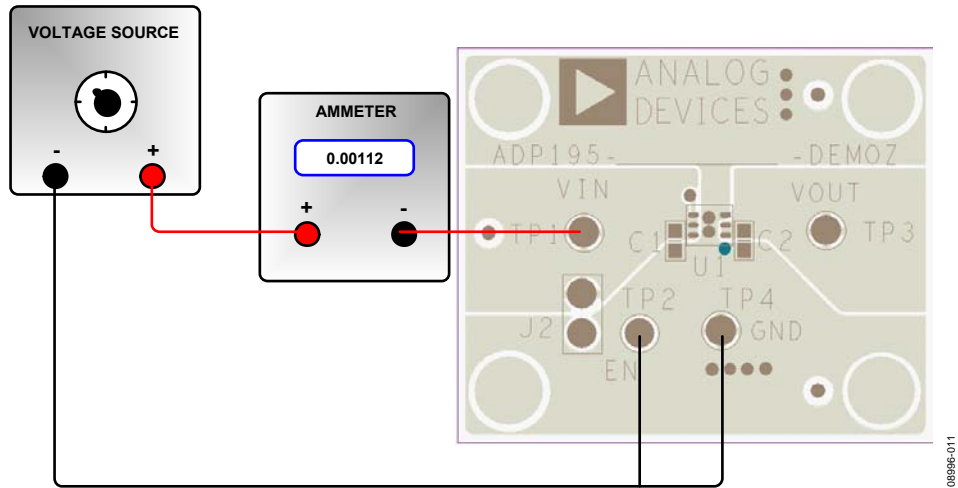 VOLTAGE SOURCE
- +
AMMETER
0.00112
+ -
ANALOG
DEVICES
ADP195- -DEMOZ
VIN
VOUT
TP1
C1
C2
TP3
U1
TP2
TP4
J2
GND
EN
08996-011